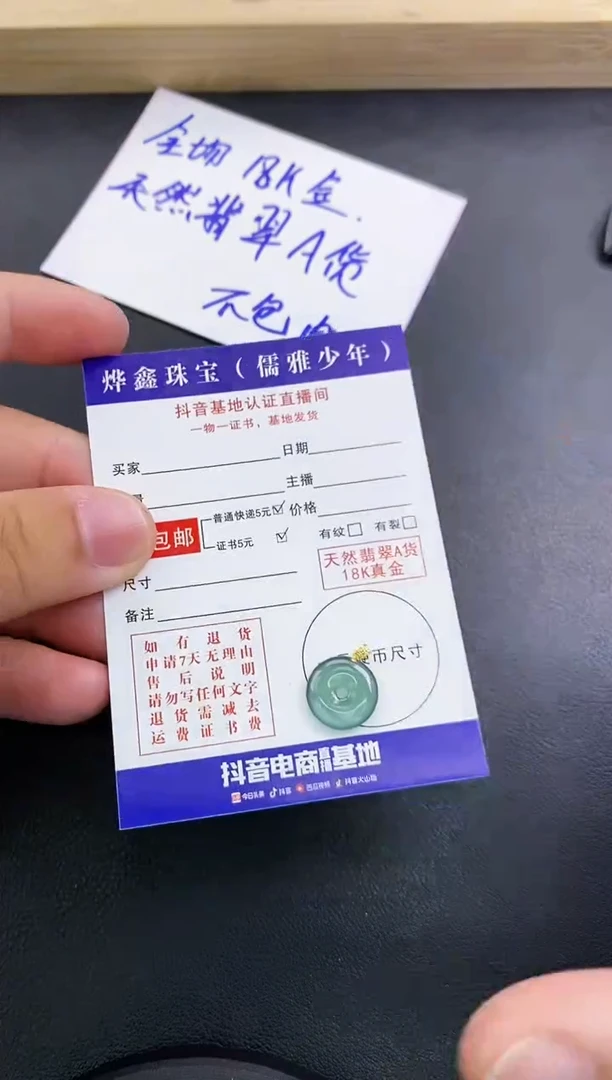 全场18K金.
天然翡翠A货
不包
烨鑫珠宝（儒雅少年）
抖音基地认证直播间
一物一证书，基地发货
买家 日期
主播
包邮 普通快递5元 价格
证书5元 有纹 有裂
尺寸 天然翡翠A货
18K真金
备注
如有退货
申请7天无理由
售后说明
请勿写任何文字
退货需减去
运费证书费
币尺寸
抖音电商直播基地
今日头条 抖音 西瓜视频 抖音火山版